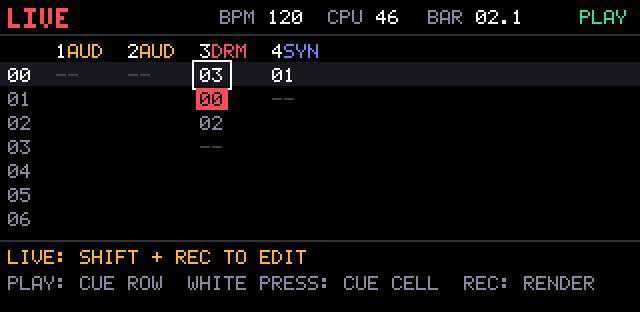 LIVE BPM 120 CPU 46 BAR 02.1 PLAY
1AUD 2AUD 3DRM 4SYN
00 -- -- 03 01
01 00 --
02 02
03 --
04
05
06
LIVE: SHIFT + REC TO EDIT
PLAY: CUE ROW WHITE PRESS: CUE CELL REC: RENDER